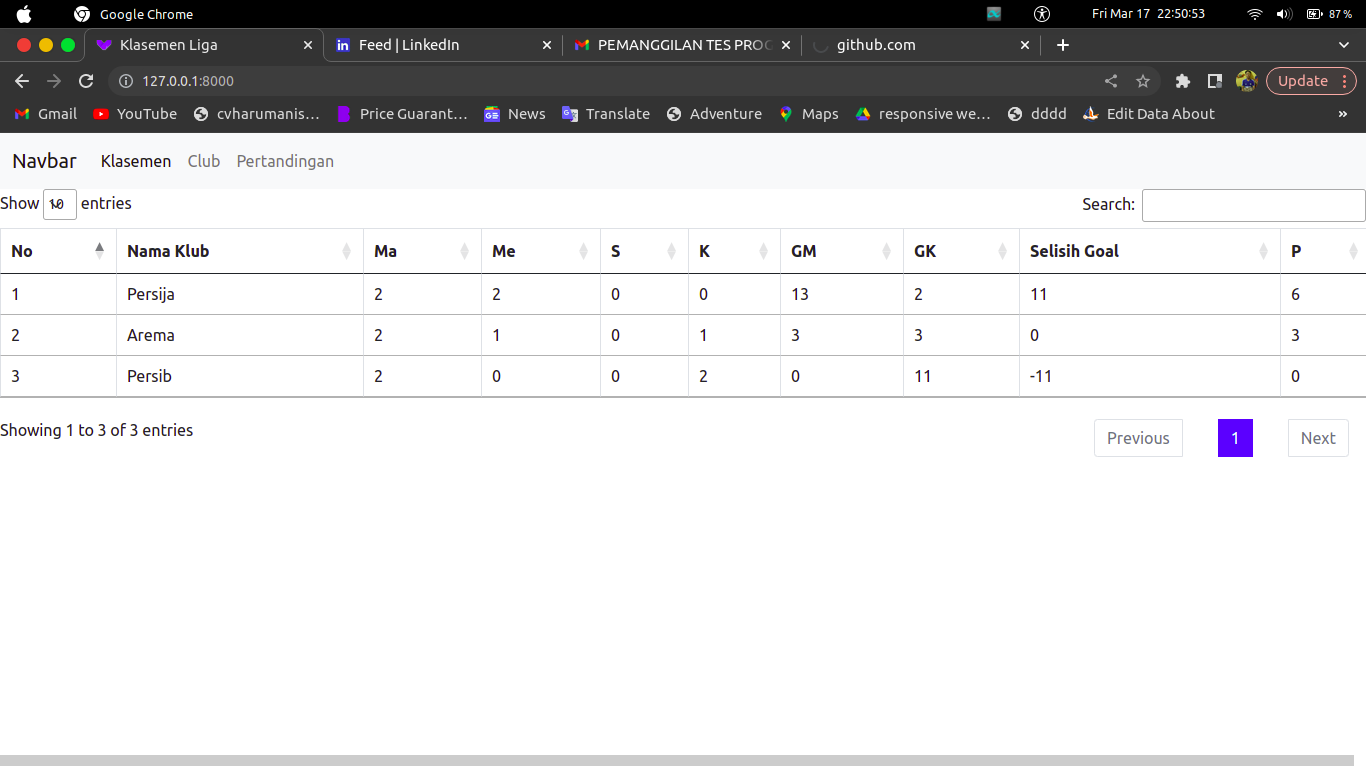 Google Chrome Fri Mar 17 22:50:53 87 %
Klasemen Liga Feed | LinkedIn PEMANGGILAN TES PROG github.com
127.0.0.1:8000 Update
Gmail YouTube cvharumanis… Price Guarant… News Translate Adventure Maps responsive we… dddd Edit Data About »
Navbar Klasemen Club Pertandingan
Show 10 entries Search:
No Nama Klub Ma Me S K GM GK Selisih Goal P
1 Persija 2 2 0 0 13 2 11 6
2 Arema 2 1 0 1 3 3 0 3
3 Persib 2 0 0 2 0 11 -11 0
Showing 1 to 3 of 3 entries Previous 1 Next